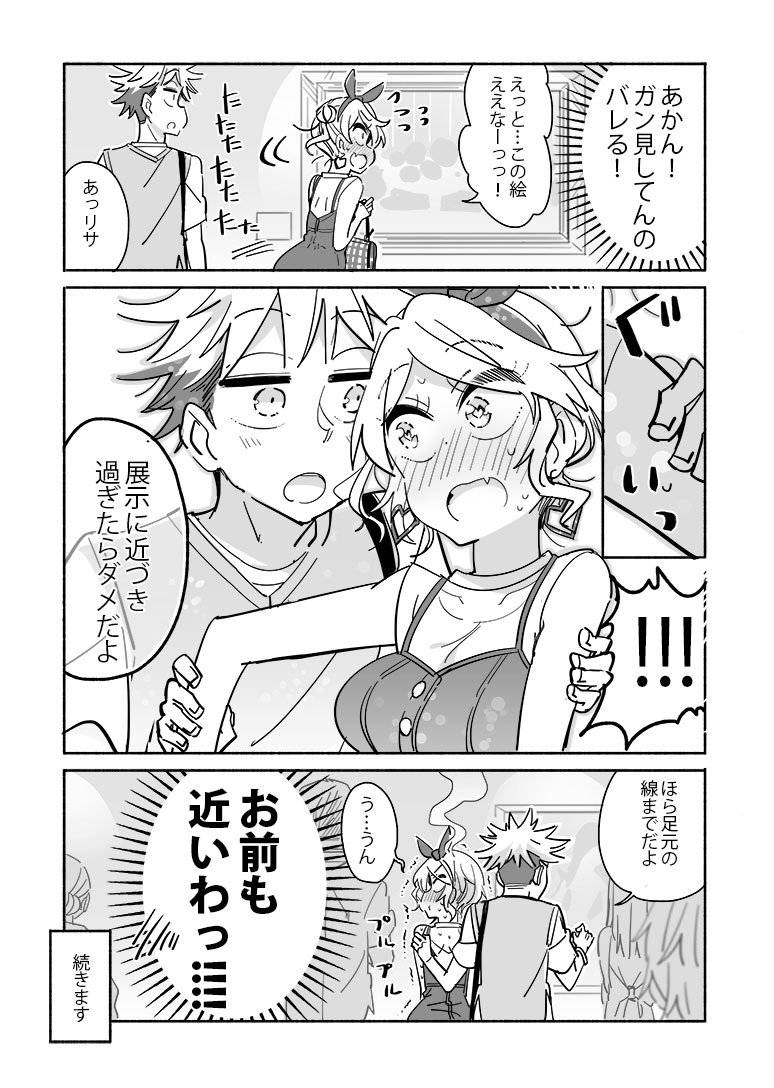 あかん！
ガン見してんの
バレる！
えっと…この絵
ええなーっっ！
たたた
たたた
あっリサ
ぐいっ
！！！
展示に近づき
過ぎたらダメだよ
ほら足元の
線までだよ
う…うん
プルプル
プル
お前も
近いわっ!!!!
続きます